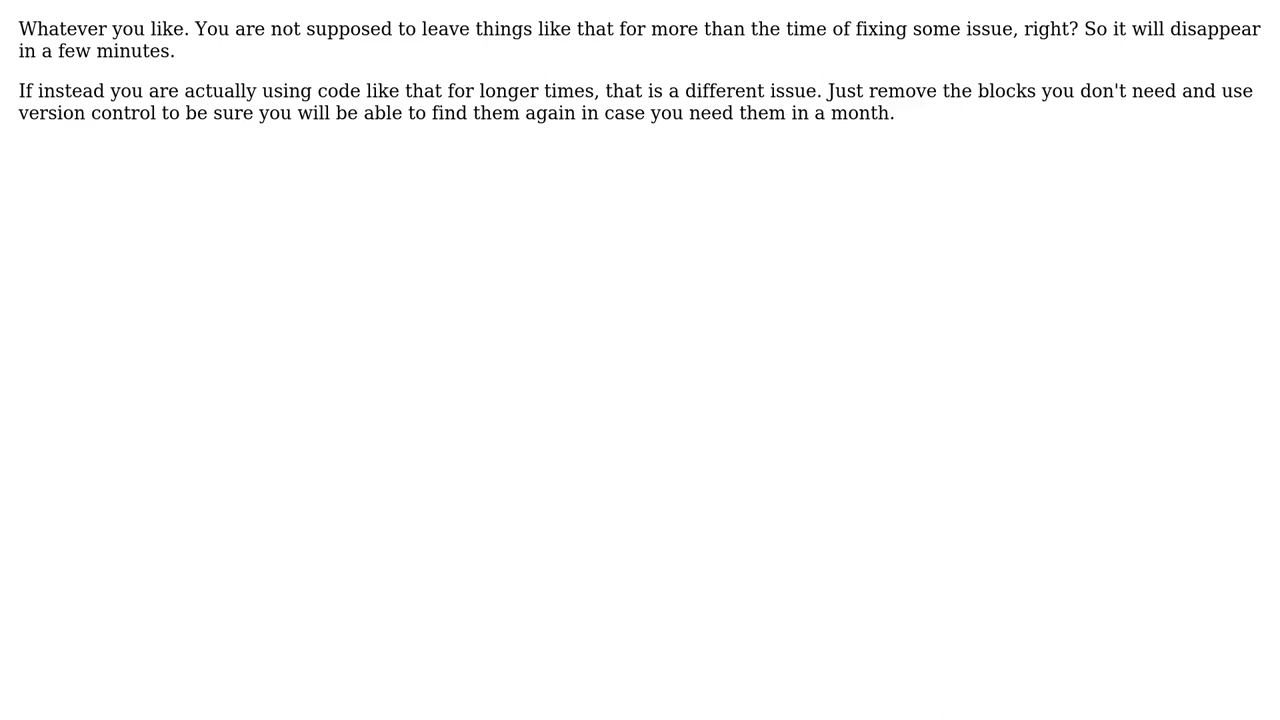 Whatever you like. You are not supposed to leave things like that for more than the time of fixing some issue, right? So it will disappear
in a few minutes.
If instead you are actually using code like that for longer times, that is a different issue. Just remove the blocks you don't need and use
version control to be sure you will be able to find them again in case you need them in a month.